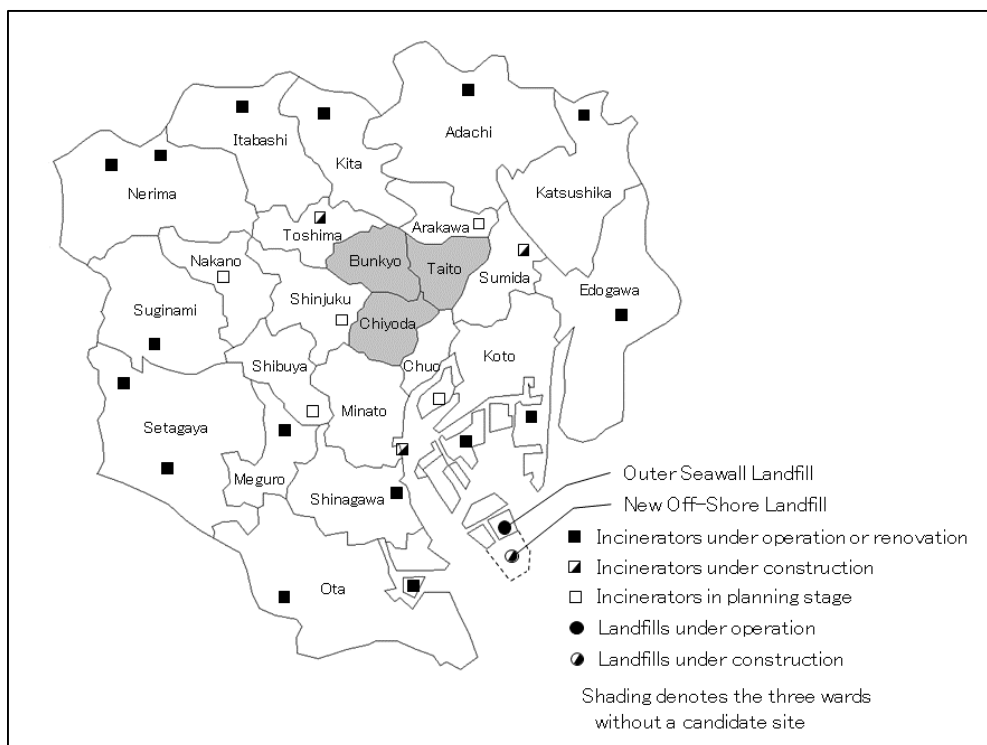 Adachi
Itabashi
Kita
Katsushika
Nerima
Arakawa
Toshima
Bunkyo
Taito
Nakano
Sumida
Edogawa
Shinjuku
Suginami
Chiyoda
Koto
Shibuya
Chuo
Minato
Setagaya
Meguro
Shinagawa
Ota
Outer Seawall Landfill
New Off-Shore Landfill
Incinerators under operation or renovation
Incinerators under construction
Incinerators in planning stage
Landfills under operation
Landfills under construction
Shading denotes the three wards
without a candidate site